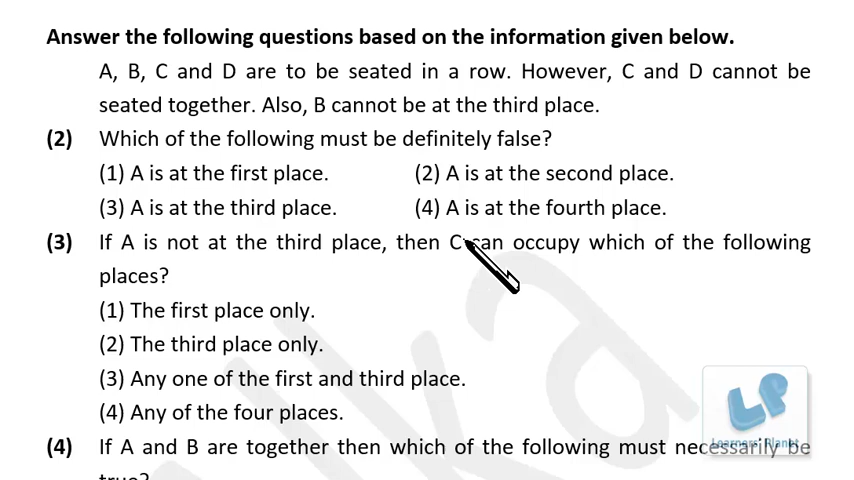 Answer the following questions based on the information given below.
A, B, C and D are to be seated in a row. However, C and D cannot be
seated together. Also, B cannot be at the third place.
(2) Which of the following must be definitely false?
(1) A is at the first place. (2) A is at the second place.
(3) A is at the third place. (4) A is at the fourth place.
(3) If A is not at the third place, then C can occupy which of the following
places?
(1) The first place only.
(2) The third place only.
(3) Any one of the first and third place.
(4) Any of the four places.
(4) If A and B are together then which of the following must necessarily be
true?
LP
Learners' Planet